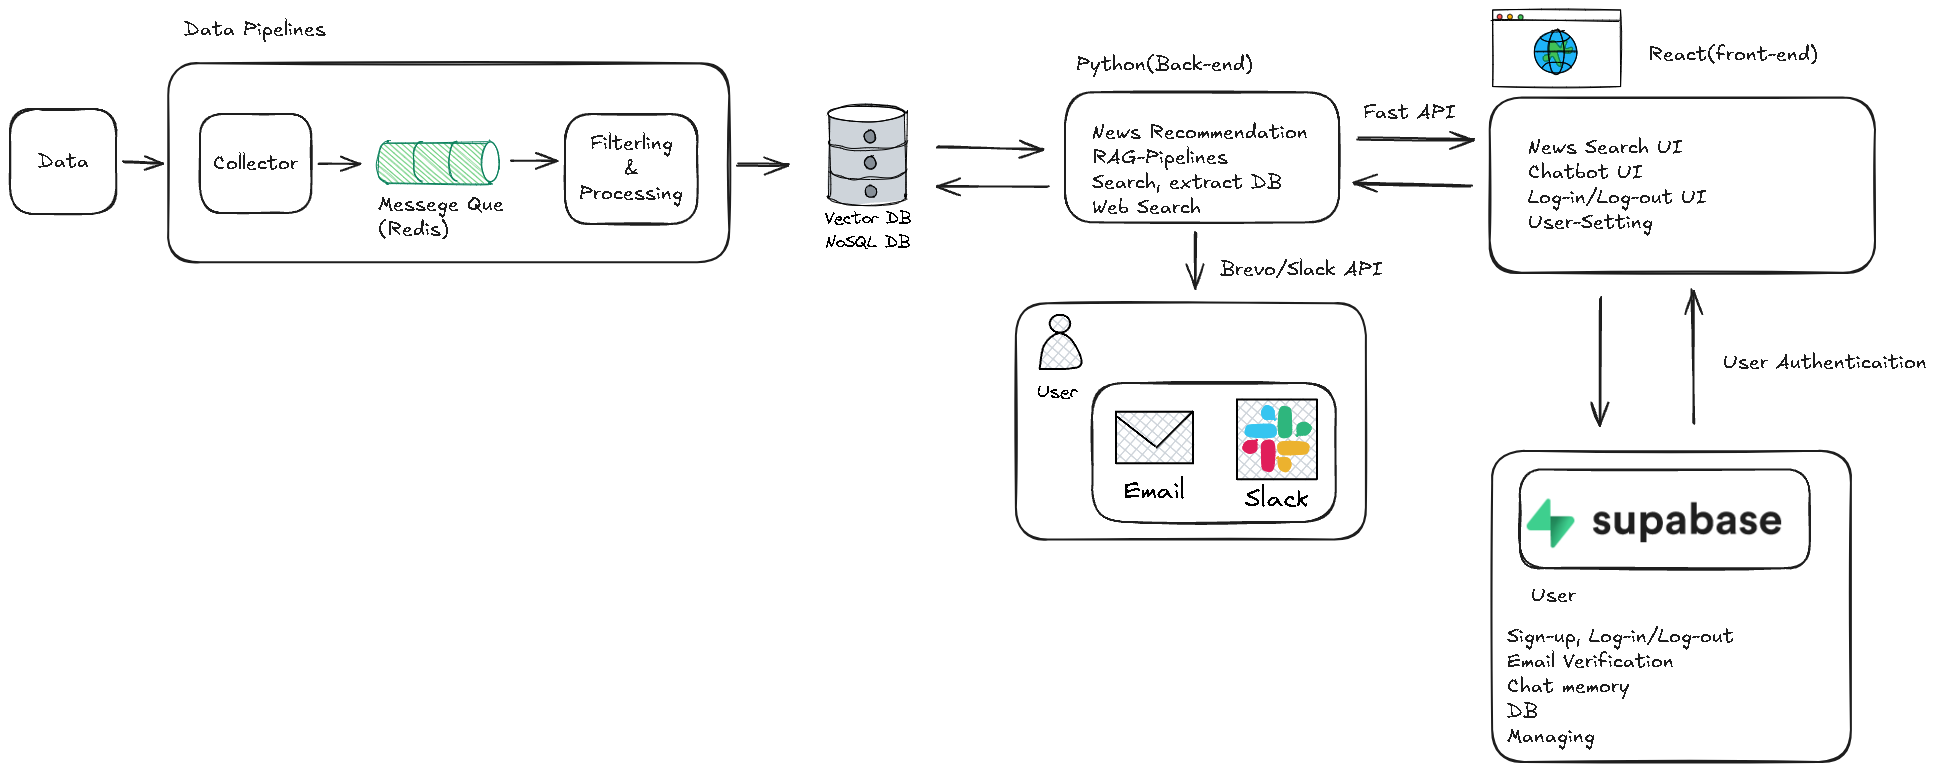 Data Pipelines
Data
Collector
Messege Que
(Redis)
Filterling
&
Processing
Vector DB
NoSQL DB
Python(Back-end)
News Recommendation
RAG-Pipelines
Search, extract DB
Web Search
Fast API
React(front-end)
News Search UI
Chatbot UI
Log-in/Log-out UI
User-Setting
Brevo/Slack API
User
Email
Slack
User Authenticaition
supabase
User
Sign-up, Log-in/Log-out
Email Verification
Chat memory
DB
Managing